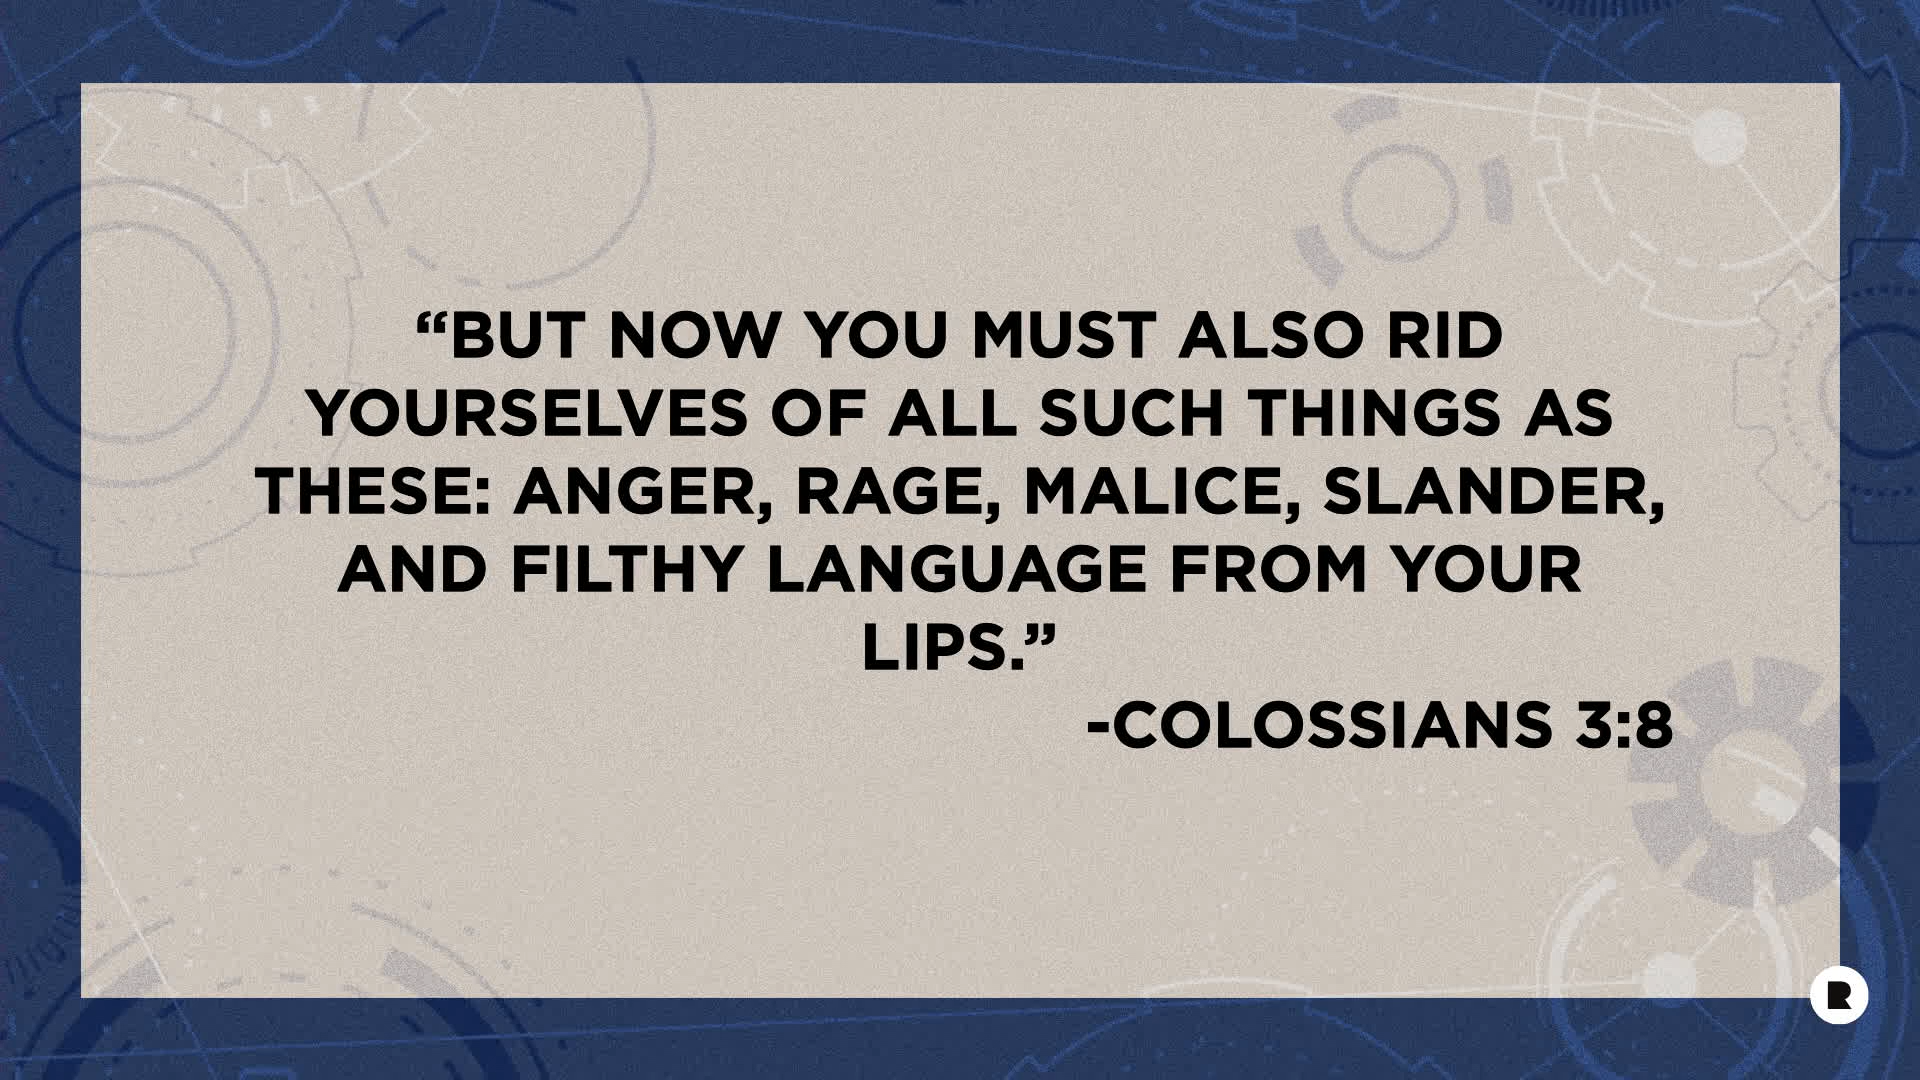 “BUT NOW YOU MUST ALSO RID
YOURSELVES OF ALL SUCH THINGS AS
THESE: ANGER, RAGE, MALICE, SLANDER,
AND FILTHY LANGUAGE FROM YOUR
LIPS.”
-COLOSSIANS 3:8
R